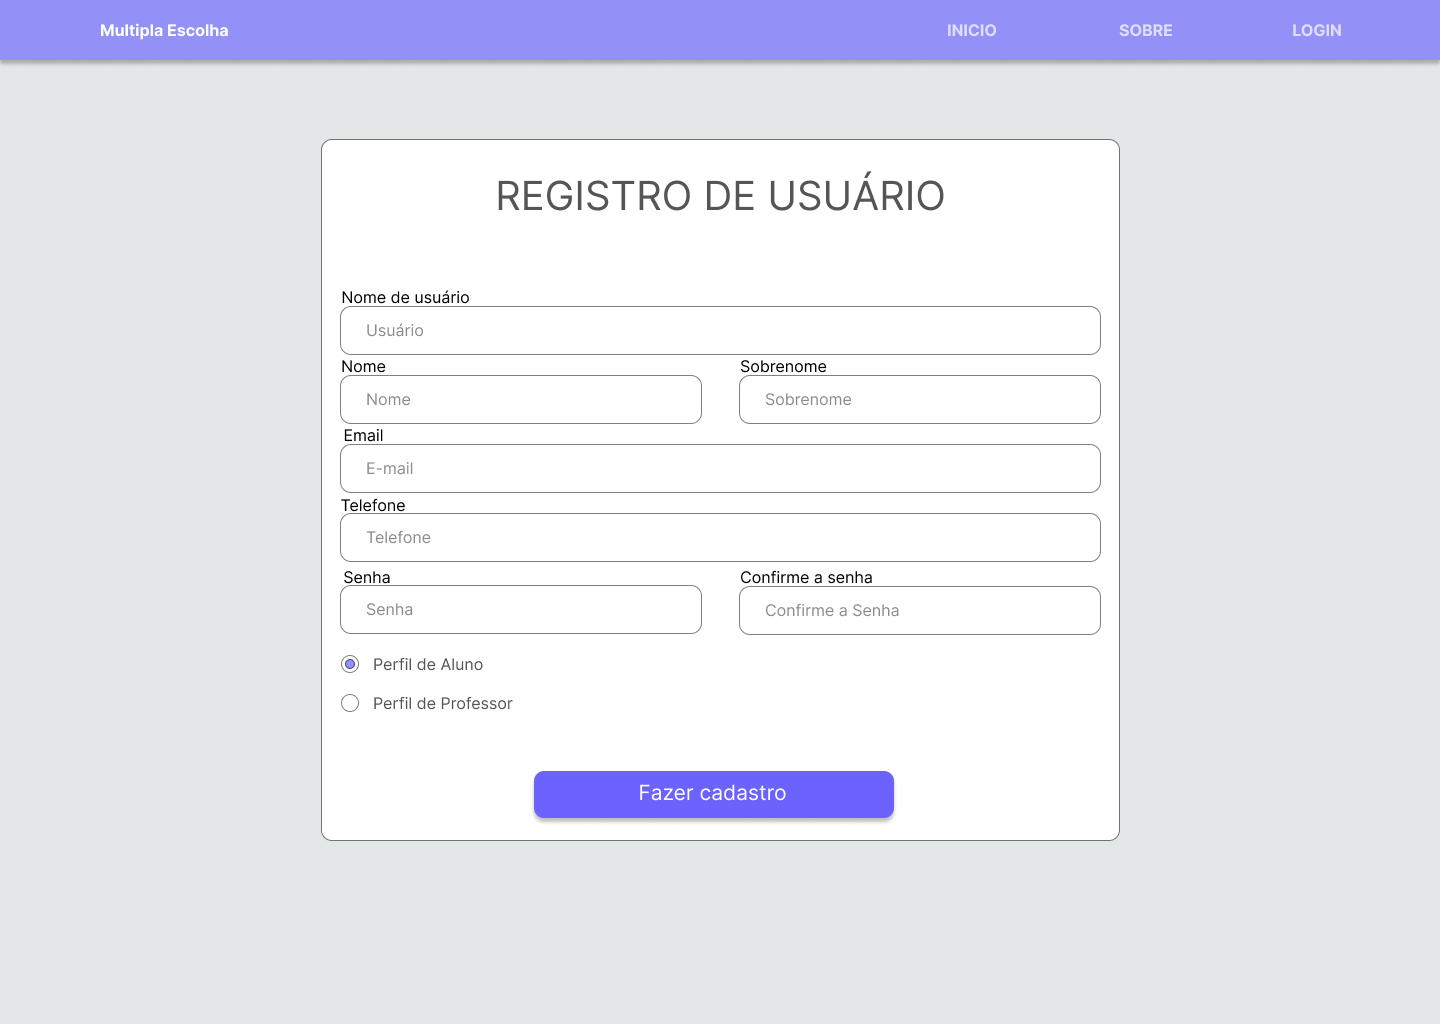 Multipla Escolha INICIO SOBRE LOGIN
REGISTRO DE USUÁRIO
Nome de usuário
Usuário
Nome Sobrenome
Nome Sobrenome
Email
E-mail
Telefone
Telefone
Senha Confirme a senha
Senha Confirme a Senha
Perfil de Aluno
Perfil de Professor
Fazer cadastro